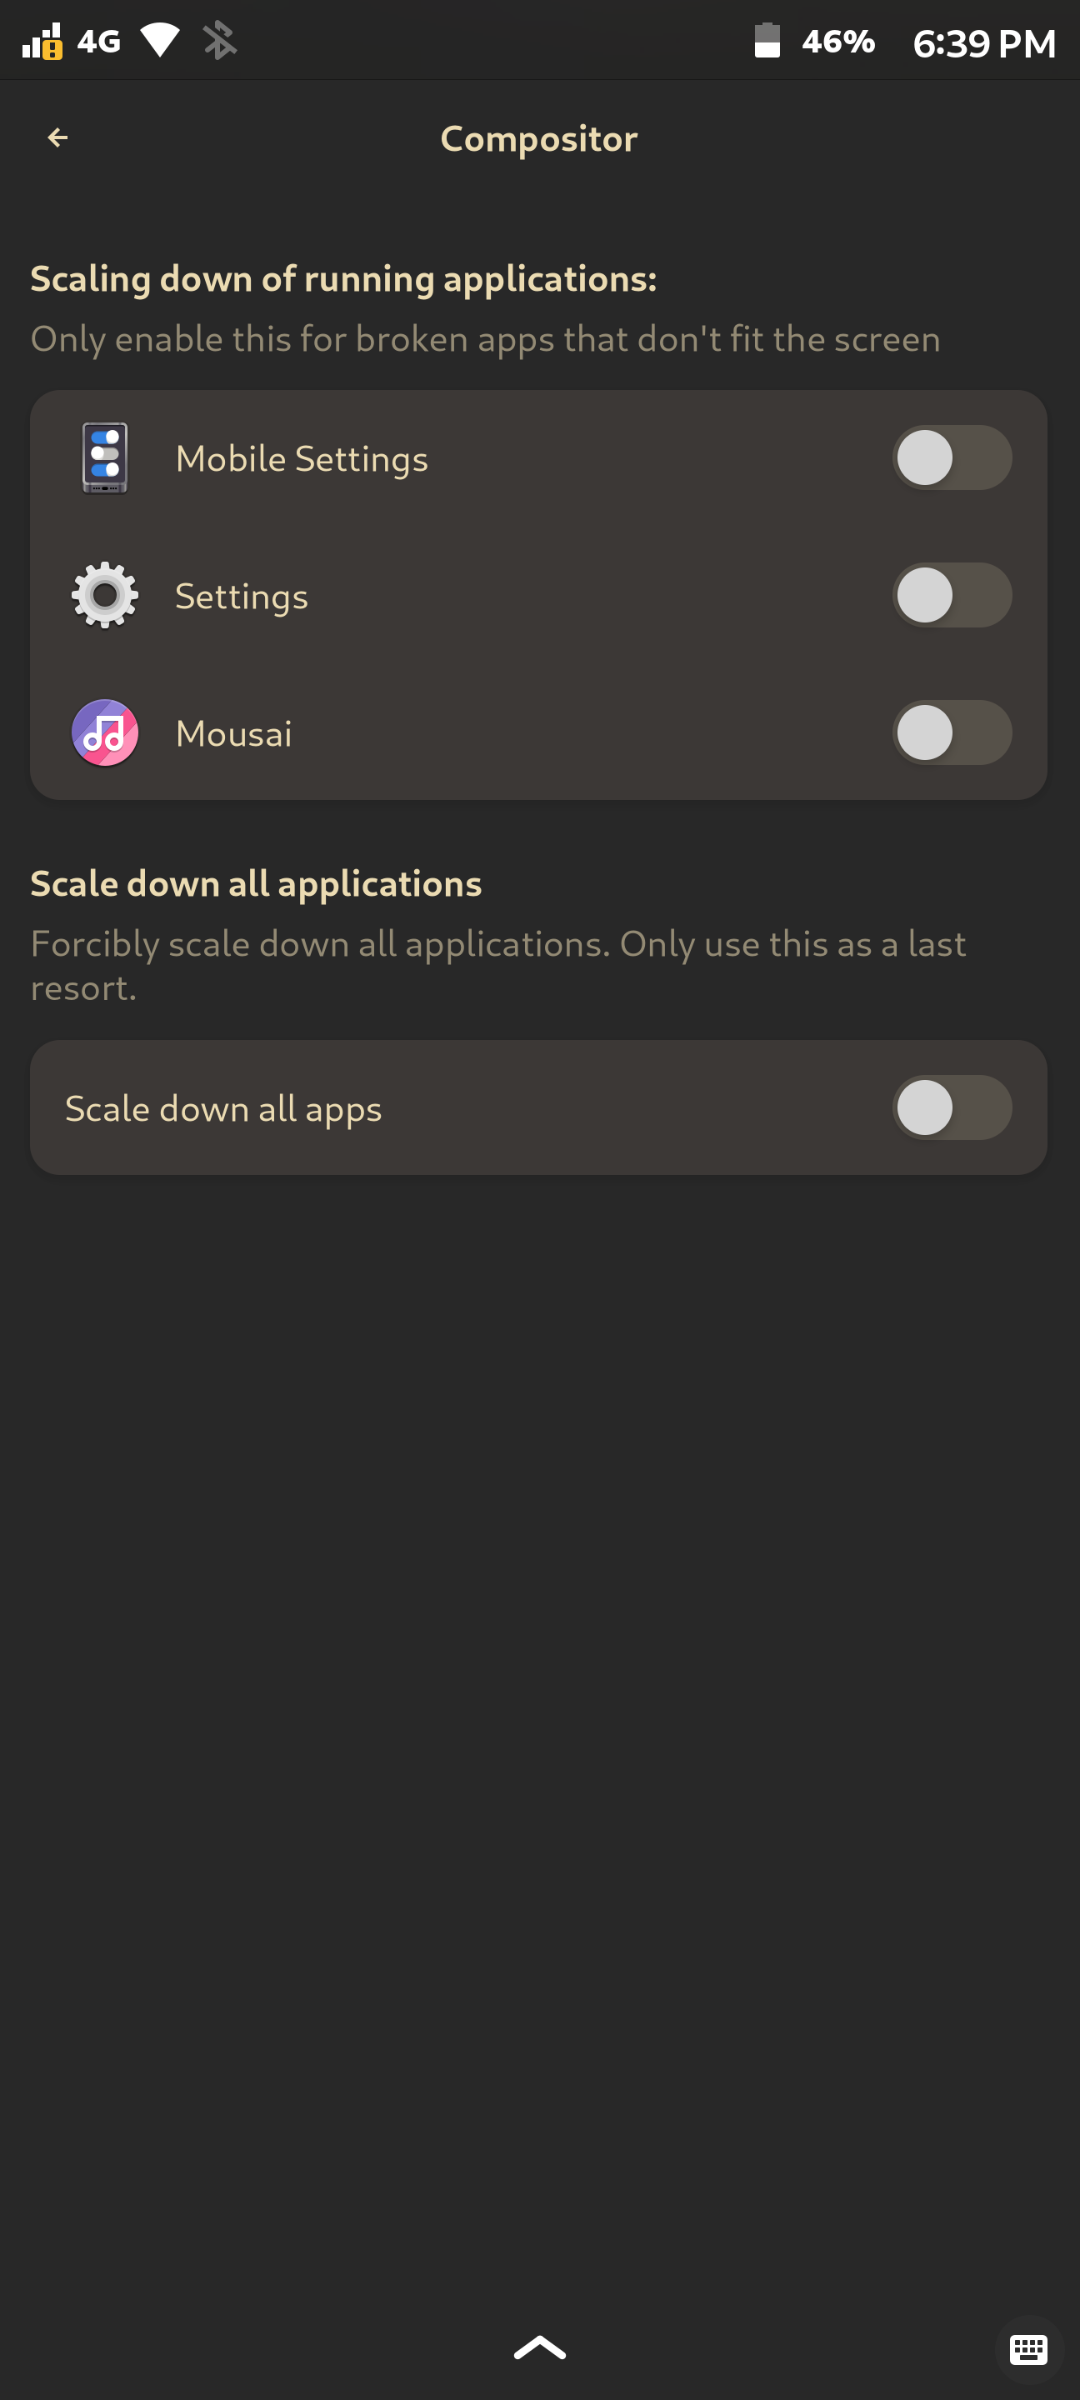 4G 46% 6:39 PM
Compositor
Scaling down of running applications:
Only enable this for broken apps that don't fit the screen
Mobile Settings
Settings
Mousai
Scale down all applications
Forcibly scale down all applications. Only use this as a last
resort.
Scale down all apps